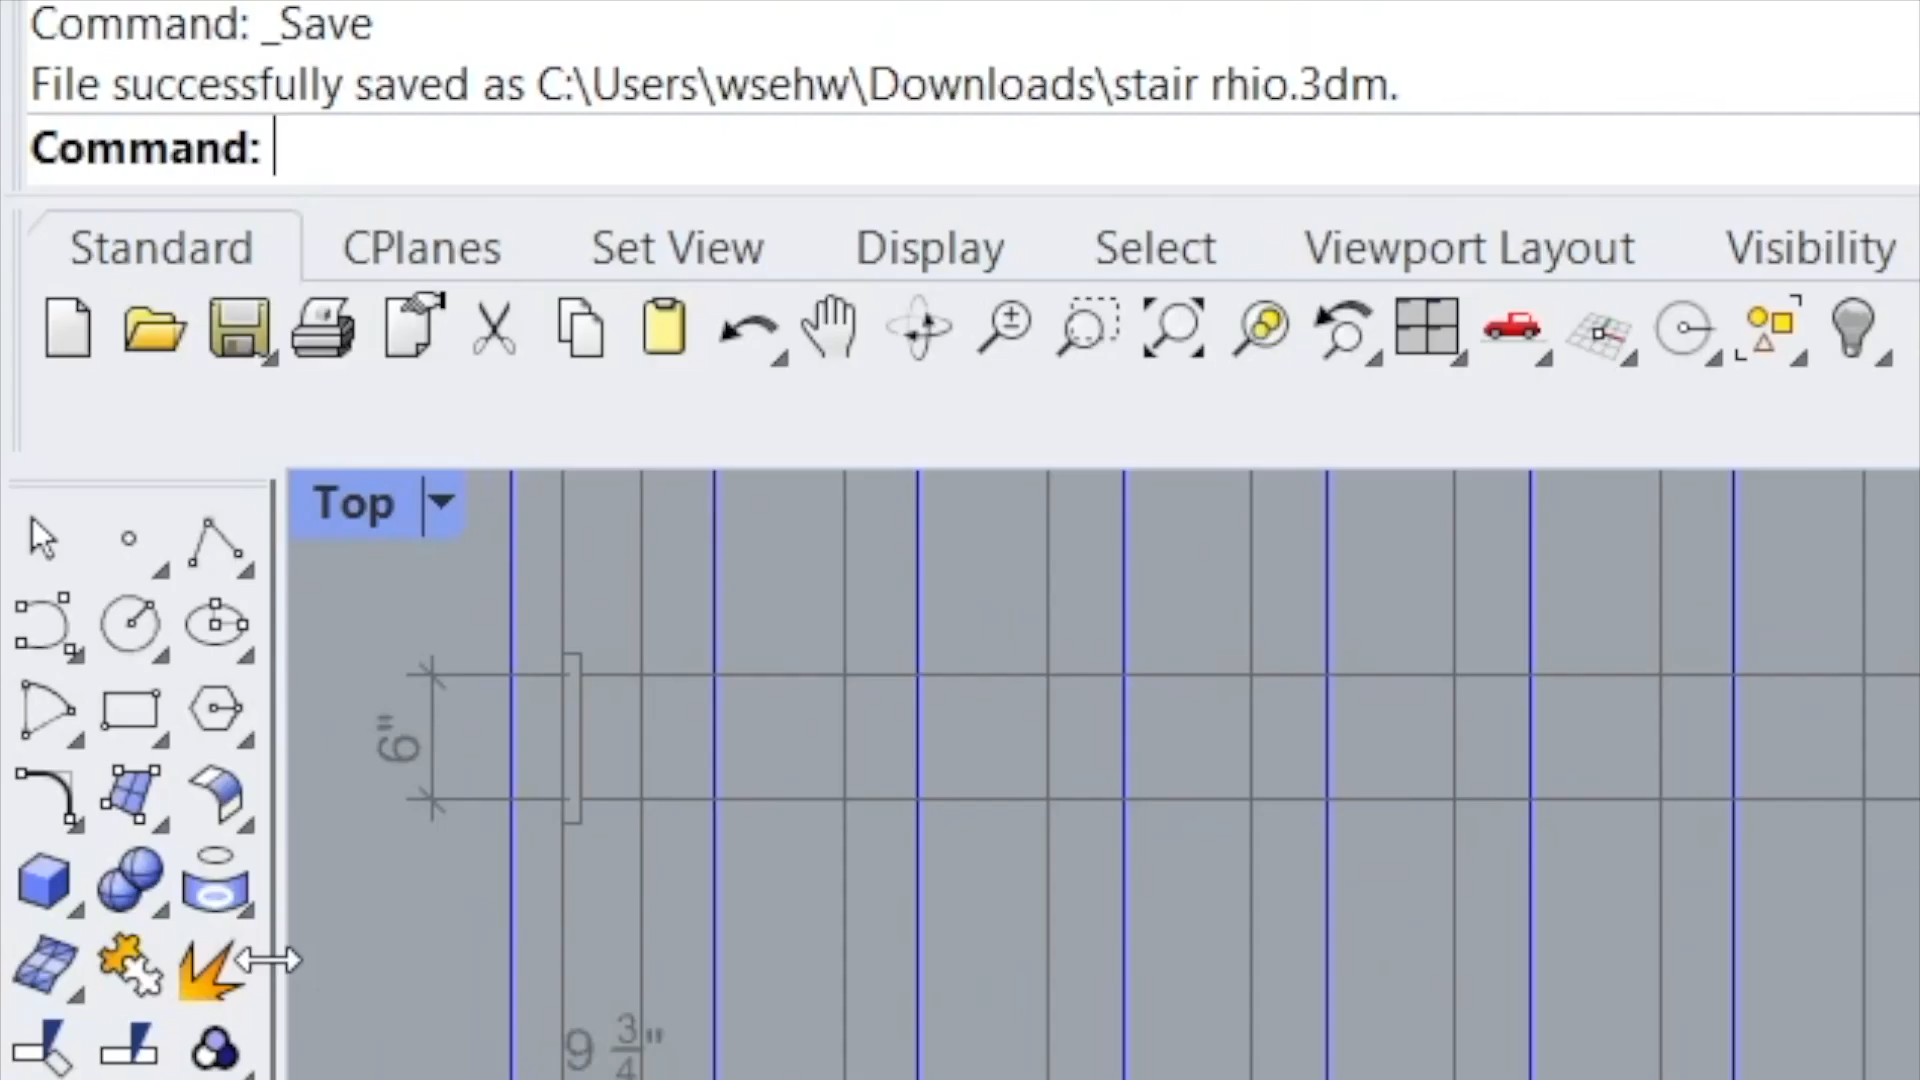 Command: _Save
File successfully saved as C:\Users\wsehw\Downloads\stair rhio.3dm.
Command:
Standard CPlanes Set View Display Select Viewport Layout Visibility
Top
6"
9 3/4"